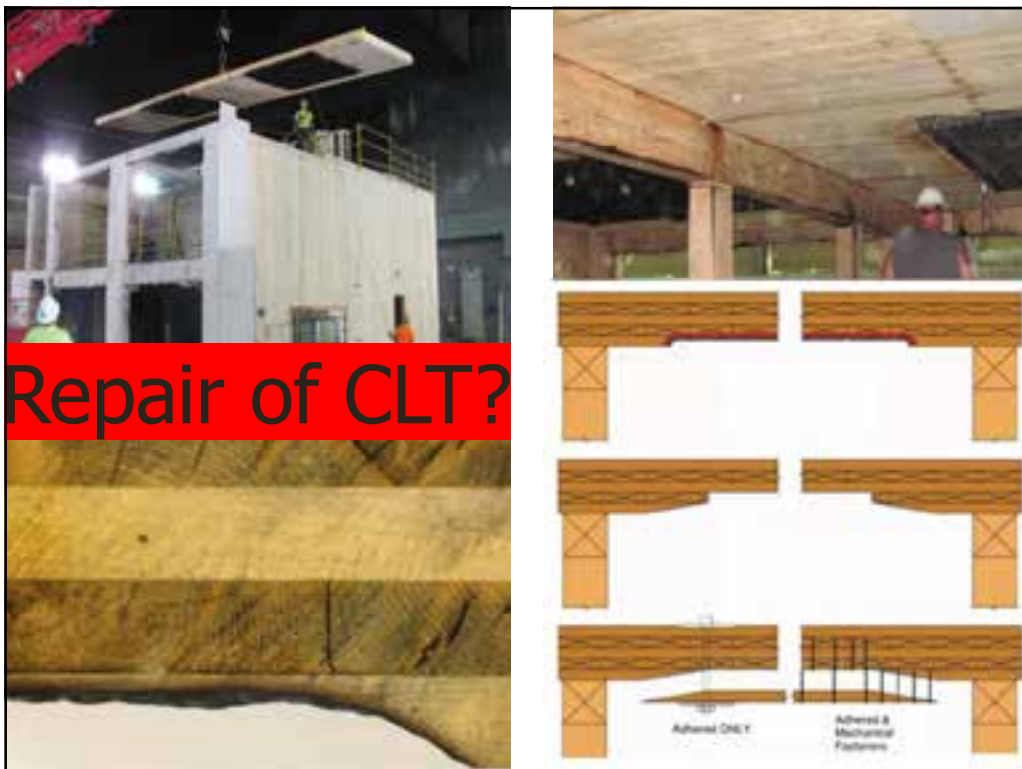 Repair of CLT?
Adhered ONLY
Adhered &
Mechanical
Fasteners